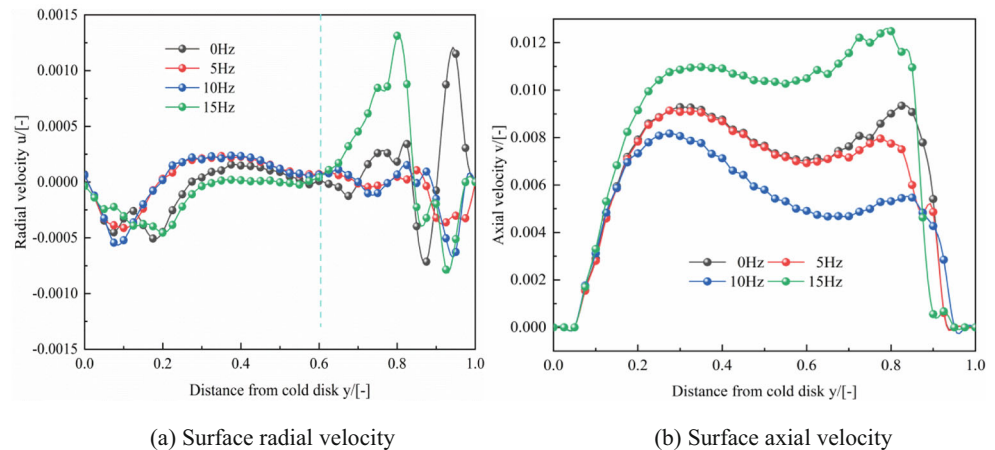 0.0015
0.0010
0.0005
0.0000
-0.0005
-0.0010
-0.0015
Radial velocity u/[-]
0Hz
5Hz
10Hz
15Hz
0.0 0.2 0.4 0.6 0.8 1.0
Distance from cold disk y/[-]
(a) Surface radial velocity
0.012
0.010
0.008
0.006
0.004
0.002
0.000
Axial velocity v/[-]
0Hz 5Hz
10Hz 15Hz
0.0 0.2 0.4 0.6 0.8 1.0
Distance from cold disk y/[-]
(b) Surface axial velocity